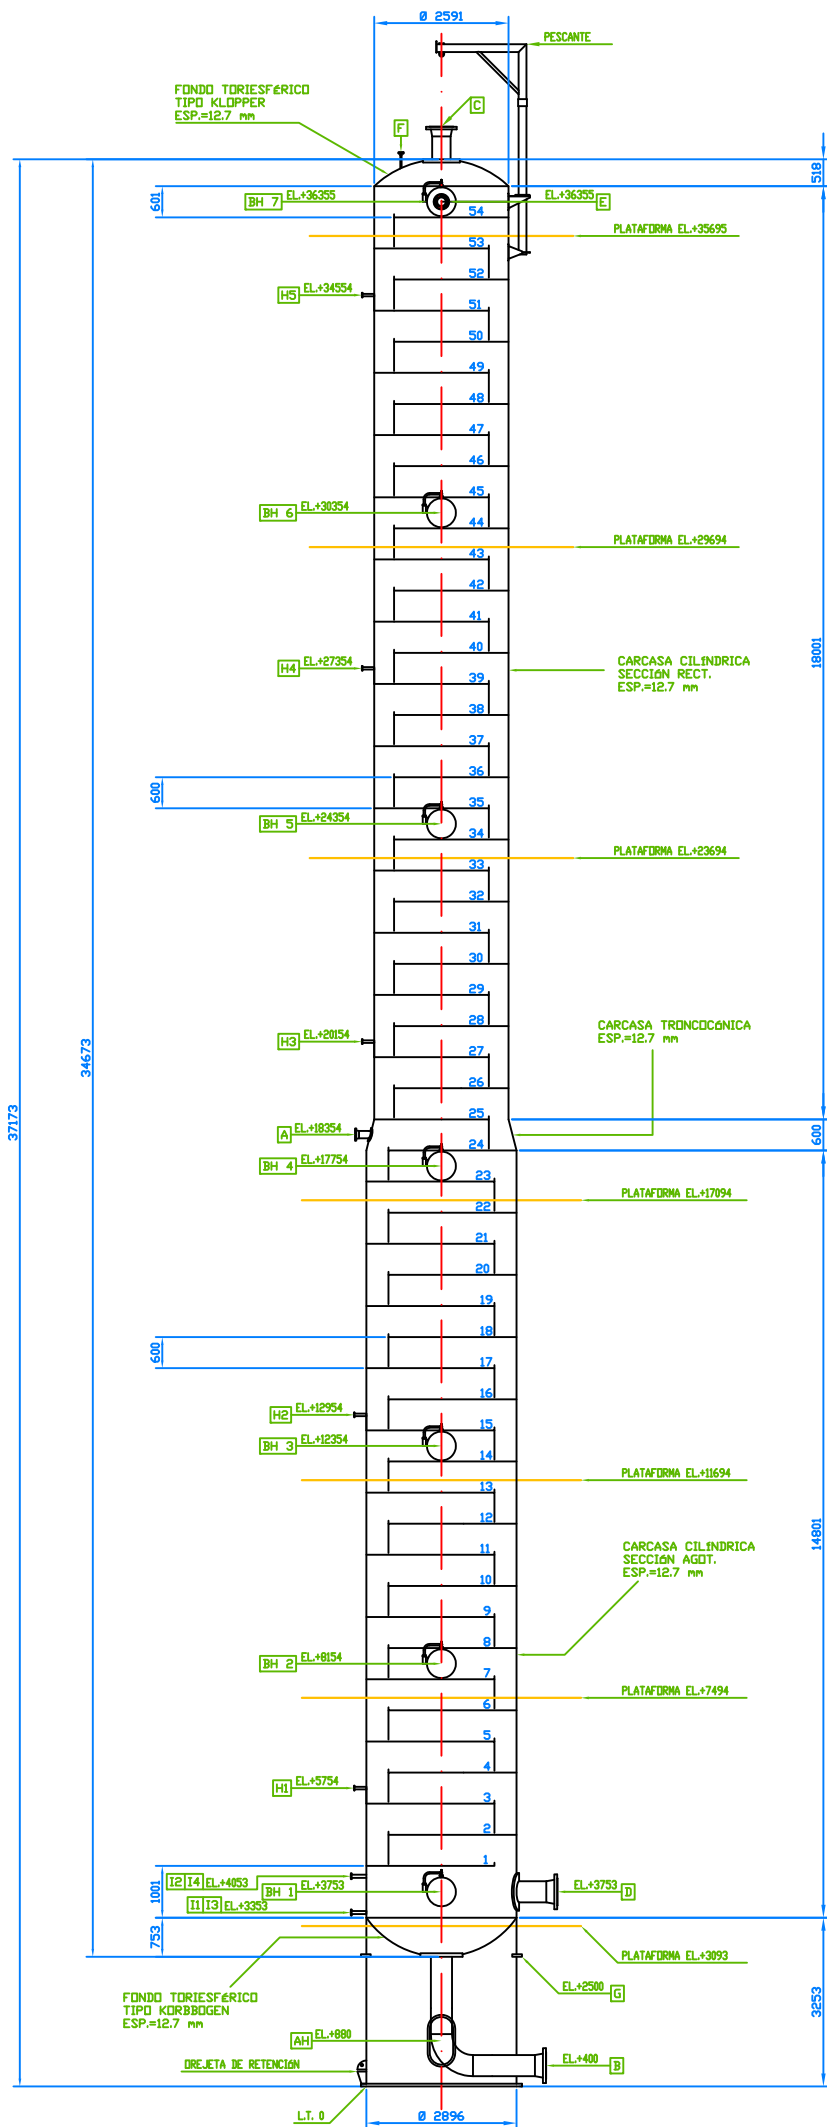 Ø 2591
PESCANTE
FONDO TORIESFÉRICO
TIPO KLOPPER
ESP.=12.7 mm
C
F
518
601
BH 7 EL.+36355
EL.+36355 E
54
PLATAFORMA EL.+35695
53
52
H5 EL.+34554
51
50
49
48
47
46
45
BH 6 EL.+30354
44
PLATAFORMA EL.+29694
43
42
41
40
H4 EL.+27354
CARCASA CILÍNDRICA
SECCIÓN RECT.
ESP.=12.7 mm
18001
39
38
37
36
600
35
BH 5 EL.+24354
34
PLATAFORMA EL.+23694
33
32
31
30
29
28
H3 EL.+20154
CARCASA TRONCOCÓNICA
ESP.=12.7 mm
27
34673
37173
26
25
A EL.+18354
600
24
BH 4 EL.+17754
23
PLATAFORMA EL.+17094
22
21
20
19
18
600
17
16
H2 EL.+12954
15
BH 3 EL.+12354
14
PLATAFORMA EL.+11694
13
12
14801
11
CARCASA CILÍNDRICA
SECCIÓN AGOT.
ESP.=12.7 mm
10
9
8
BH 2 EL.+8154
7
PLATAFORMA EL.+7494
6
5
4
H1 EL.+5754
3
2
1
I2 I4 EL.+4053
1001
BH 1 EL.+3753
EL.+3753 D
I1 I3 EL.+3353
753
PLATAFORMA EL.+3093
EL.+2500 G
FONDO TORIESFÉRICO
TIPO KORBBOGEN
ESP.=12.7 mm
3253
AH EL.+880
EL.+400 B
OREJETA DE RETENCIÓN
L.T. 0
Ø 2896